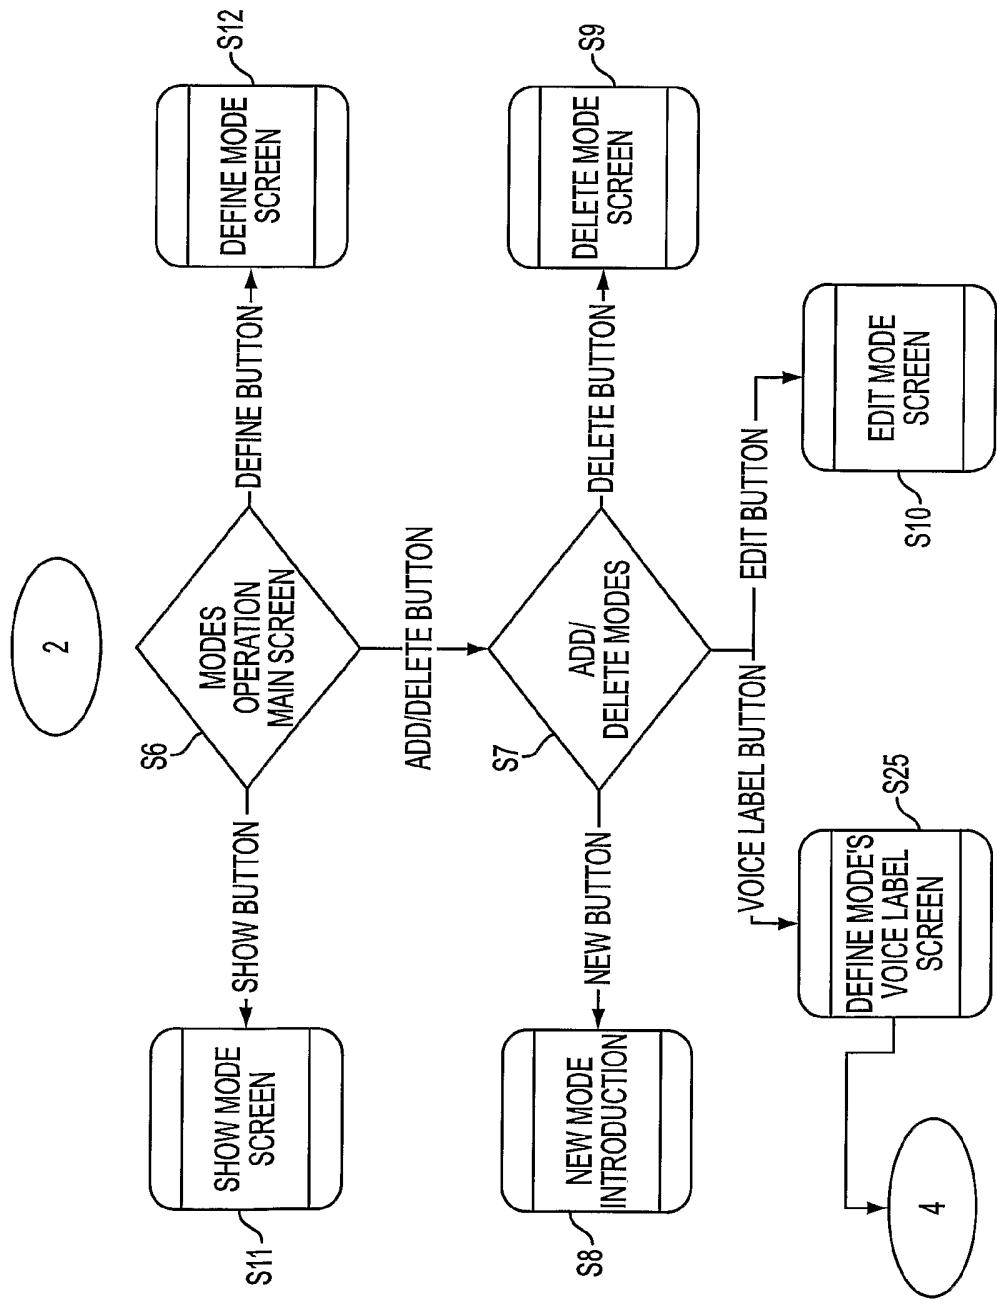 2
S11
SHOW MODE
SCREEN
SHOW BUTTON
S6
MODES
OPERATION
MAIN SCREEN
DEFINE BUTTON
DEFINE MODE
SCREEN
S12
ADD/DELETE BUTTON
S8
NEW MODE
INTRODUCTION
NEW BUTTON
S7
ADD/
DELETE MODES
DELETE BUTTON
DELETE MODE
SCREEN
S9
VOICE LABEL BUTTON
EDIT BUTTON
DEFINE MODE'S
VOICE LABEL
SCREEN
S25
EDIT MODE
SCREEN
S10
4